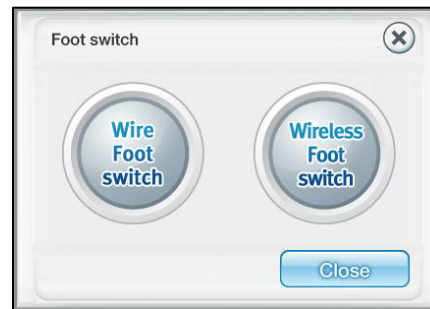 Foot switch
Wire
Foot
switch
Wireless
Foot
switch
Close